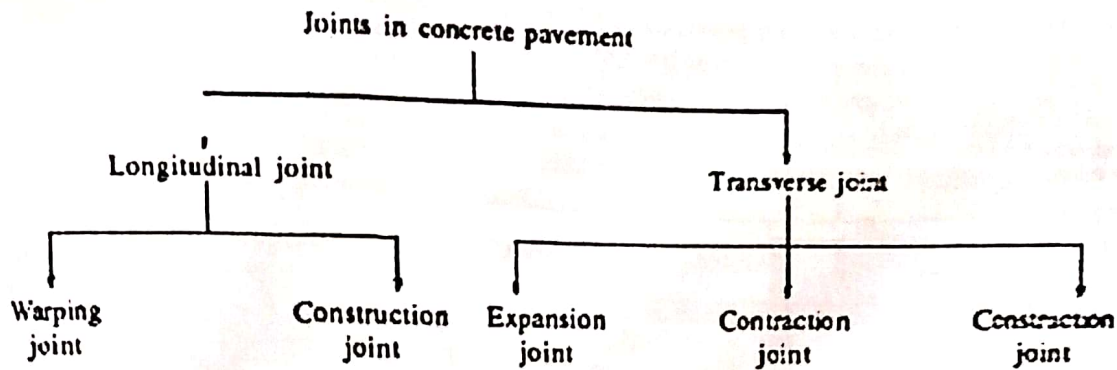 Joints in concrete pavement
Longitudinal joint
Transverse joint
Warping
joint
Construction
joint
Expansion
joint
Contraction
joint
Construction
joint